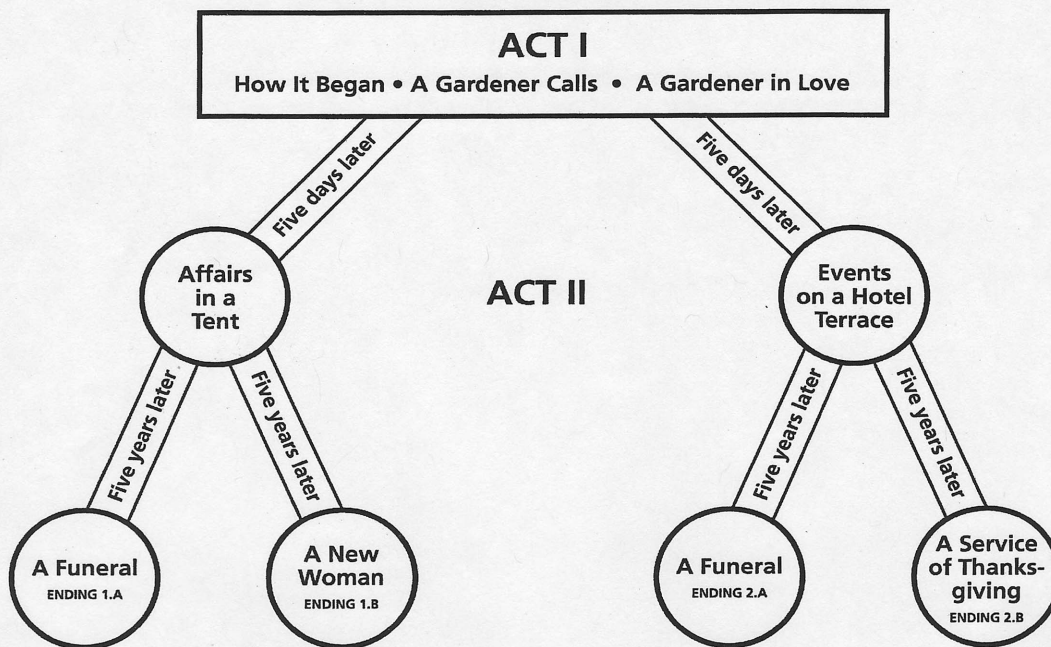 ACT I
How It Began • A Gardener Calls • A Gardener in Love
Five days later
Five days later
Affairs
in a
Tent
ACT II
Events
on a Hotel
Terrace
Five years later
Five years later
Five years later
Five years later
A Funeral
ENDING 1.A
A New
Woman
ENDING 1.B
A Funeral
ENDING 2.A
A Service
of Thanks-
giving
ENDING 2.B